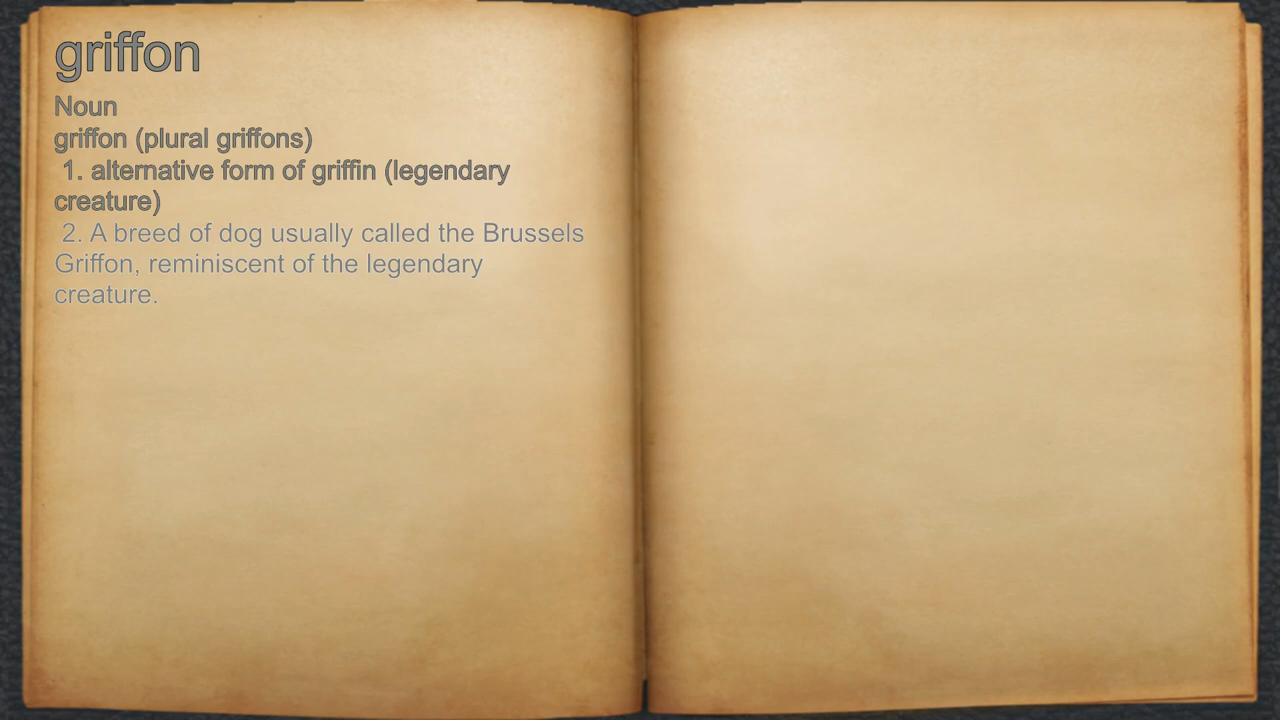 griffon
Noun
griffon (plural griffons)
1. alternative form of griffin (legendary
creature)
2. A breed of dog usually called the Brussels
Griffon, reminiscent of the legendary
creature.